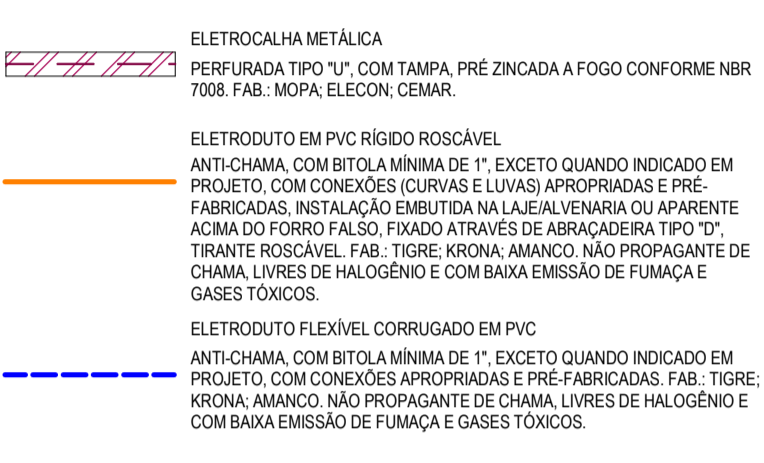 ELETROCALHA METÁLICA
PERFURADA TIPO "U", COM TAMPA, PRÉ ZINCADA A FOGO CONFORME NBR
7008. FAB.: MOPA; ELECON; CEMAR.
ELETRODUTO EM PVC RÍGIDO ROSCÁVEL
ANTI-CHAMA, COM BITOLA MÍNIMA DE 1", EXCETO QUANDO INDICADO EM
PROJETO, COM CONEXÕES (CURVAS E LUVAS) APROPRIADAS E PRÉ-
FABRICADAS, INSTALAÇÃO EMBUTIDA NA LAJE/ALVENARIA OU APARENTE
ACIMA DO FORRO FALSO, FIXADO ATRAVÉS DE ABRAÇADEIRA TIPO "D",
TIRANTE ROSCÁVEL. FAB.: TIGRE; KRONA; AMANCO. NÃO PROPAGANTE DE
CHAMA, LIVRES DE HALOGÊNIO E COM BAIXA EMISSÃO DE FUMAÇA E
GASES TÓXICOS.
ELETRODUTO FLEXÍVEL CORRUGADO EM PVC
ANTI-CHAMA, COM BITOLA MÍNIMA DE 1", EXCETO QUANDO INDICADO EM
PROJETO, COM CONEXÕES APROPRIADAS E PRÉ-FABRICADAS. FAB.: TIGRE;
KRONA; AMANCO. NÃO PROPAGANTE DE CHAMA, LIVRES DE HALOGÊNIO E
COM BAIXA EMISSÃO DE FUMAÇA E GASES TÓXICOS.